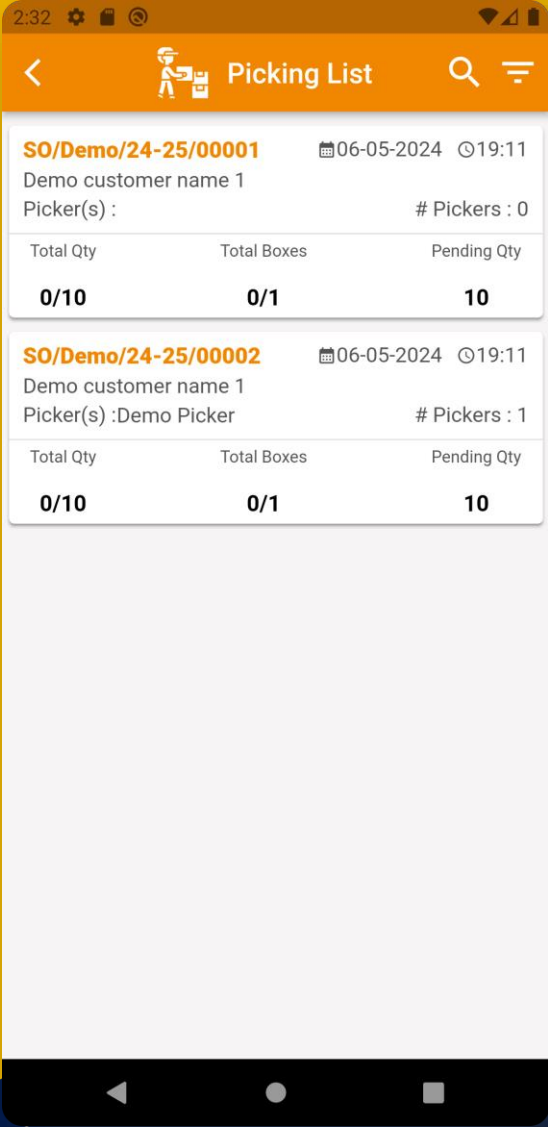 2:32
Picking List
SO/Demo/24-25/00001 06-05-2024 19:11
Demo customer name 1
Picker(s) : # Pickers : 0
Total Qty Total Boxes Pending Qty
0/10 0/1 10
SO/Demo/24-25/00002 06-05-2024 19:11
Demo customer name 1
Picker(s) :Demo Picker # Pickers : 1
Total Qty Total Boxes Pending Qty
0/10 0/1 10